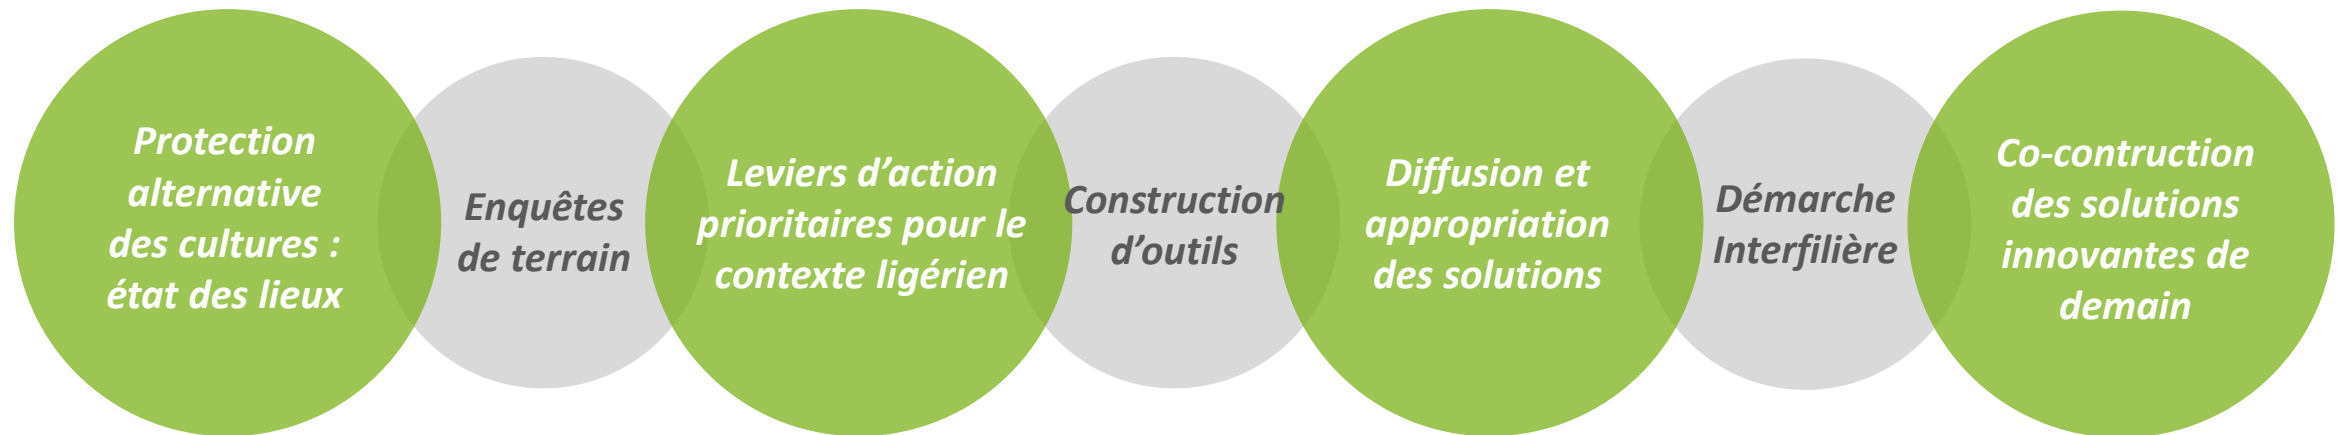 Protection
alternative
des cultures :
état des lieux
Enquêtes
de terrain
Leviers d’action
prioritaires pour le
contexte ligérien
Construction
d’outils
Diffusion et
appropriation
des solutions
Démarche
Interfilière
Co-contruction
des solutions
innovantes de
demain